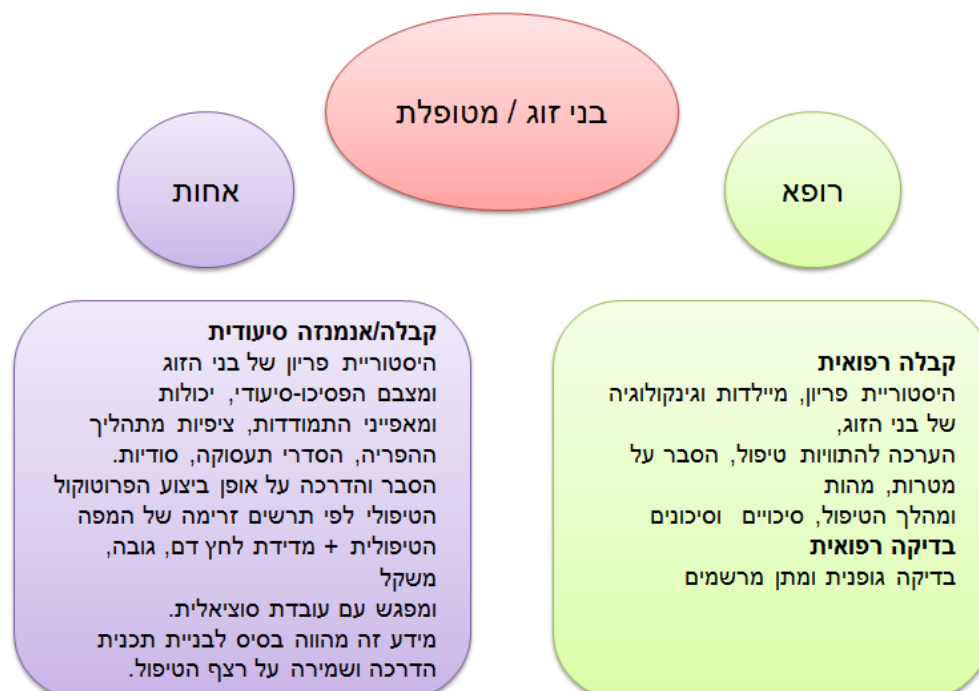 בני זוג / מטופלת
רופא
אחות
קבלה רפואית
היסטוריית פריון, מיילדות וגינקולוגיה
של בני הזוג,
הערכה להתוויות טיפול, הסבר על
מטרות, מהות
ומהלך הטיפול, סיכויים וסיכונים
בדיקה רפואית
בדיקה גופנית ומתן מרשמים
קבלה/אנמנזה סיעודית
היסטוריית פריון של בני הזוג
ומצבם הפסיכו-סיעודי, יכולות
ומאפייני התמודדות, ציפיות מתהליך
ההפריה, הסדרי תעסוקה, סודיות.
הסבר והדרכה על אופן ביצוע הפרוטוקול
הטיפולי לפי תרשים זרימה של המפה
הטיפולית + מדידת לחץ דם, גובה,
משקל
ומפגש עם עובדת סוציאלית.
מידע זה מהווה בסיס לבניית תכנית
הדרכה ושמירה על רצף הטיפול.